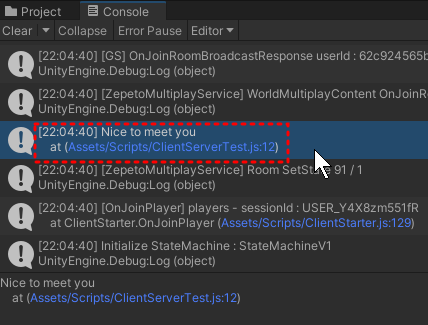 Project
Console
Clear
Collapse
Error Pause
Editor
[22:04:40] [GS] OnJoinRoomBroadcastResponse userId : 62c924565b
UnityEngine.Debug:Log (object)
[22:04:40] [ZepetoMultiplayService] WorldMultiplayContent OnJoinR
UnityEngine.Debug:Log (object)
[22:04:40] Nice to meet you
at (Assets/Scripts/ClientServerTest.js:12)
[22:04:40] [ZepetoMultiplayService] Room SetState 91 / 1
UnityEngine.Debug:Log (object)
[22:04:40] [OnJoinPlayer] players - sessionId : USER_Y4X8zm551fR
at ClientStarter.OnJoinPlayer (Assets/Scripts/ClientStarter.js:129)
[22:04:40] Initialize StateMachine : StateMachineV1
UnityEngine.Debug:Log (object)
Nice to meet you
at (Assets/Scripts/ClientServerTest.js:12)